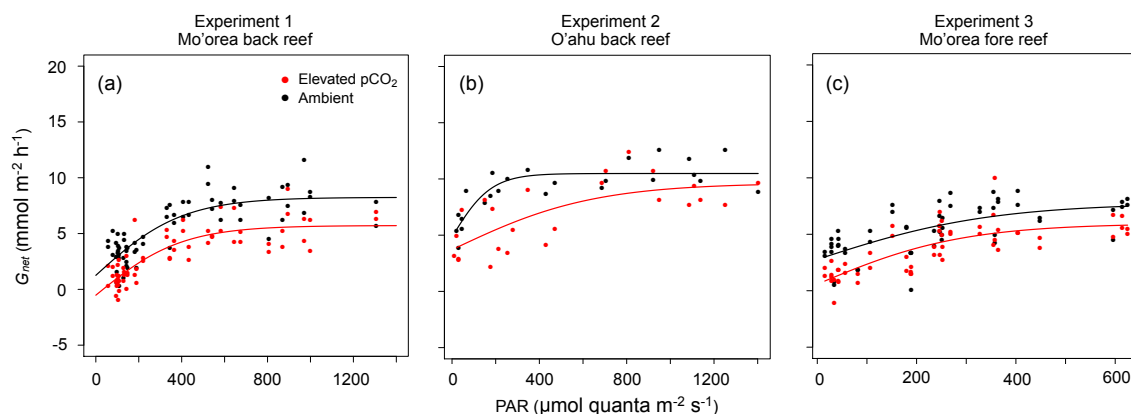 Experiment 1
Mo'orea back reef
Experiment 2
O'ahu back reef
Experiment 3
Mo'orea fore reef
(a)
Elevated pCO₂
Ambient
(b)
(c)
20
15
10
5
0
-5
Gnet (mmol m⁻² h⁻¹)
0 400 800 1200
0 400 800 1200
0 200 400 600
PAR (μmol quanta m⁻² s⁻¹)